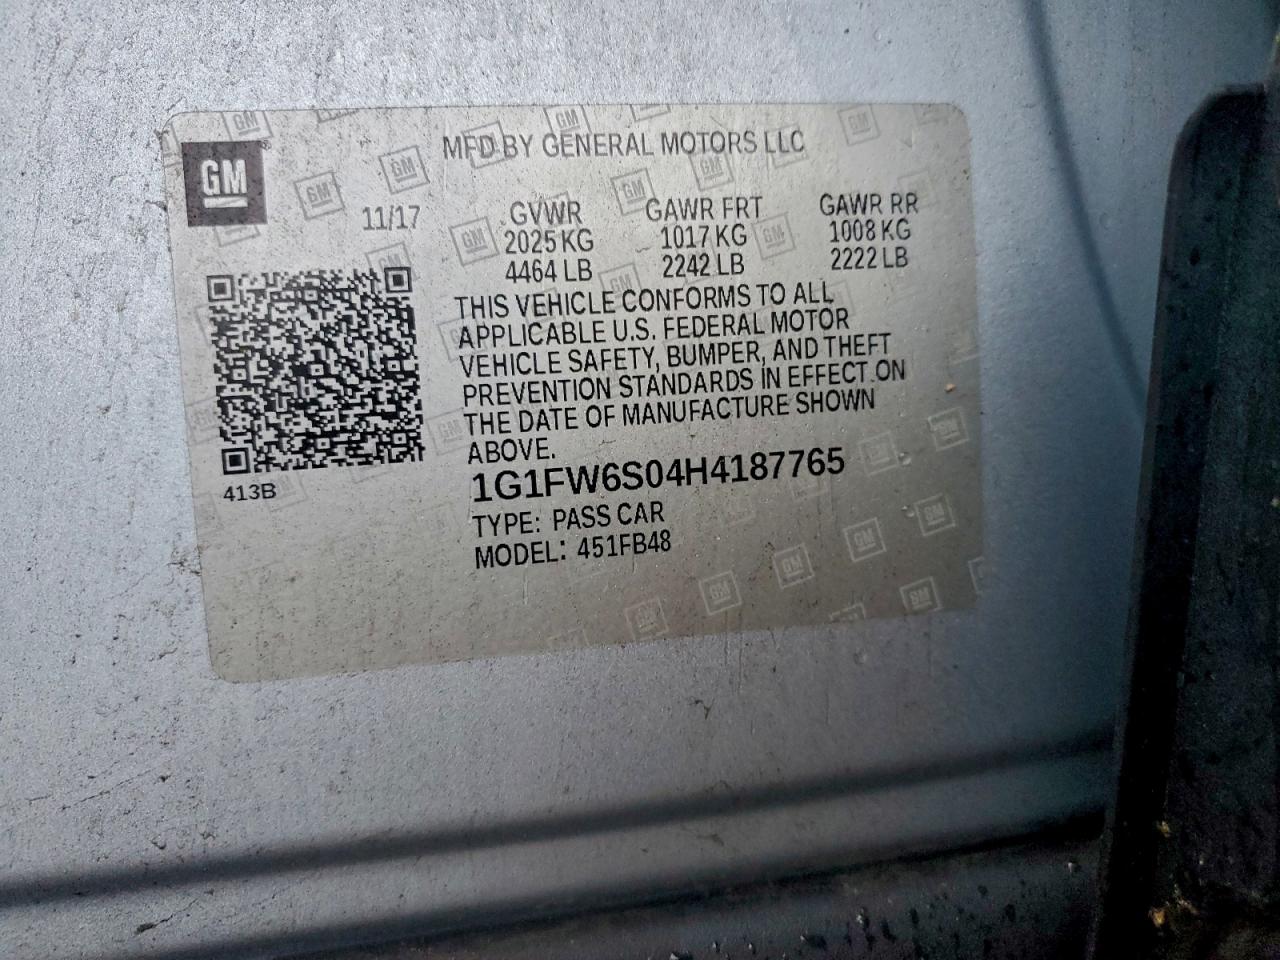 GM
MFD BY GENERAL MOTORS LLC
11/17
GVWR GAWR FRT GAWR RR
2025 KG 1017 KG 1008 KG
4464 LB 2242 LB 2222 LB
THIS VEHICLE CONFORMS TO ALL
APPLICABLE U.S. FEDERAL MOTOR
VEHICLE SAFETY, BUMPER, AND THEFT
PREVENTION STANDARDS IN EFFECT ON
THE DATE OF MANUFACTURE SHOWN
ABOVE.
413B
1G1FW6S04H4187765
TYPE: PASS CAR
MODEL: 451FB48